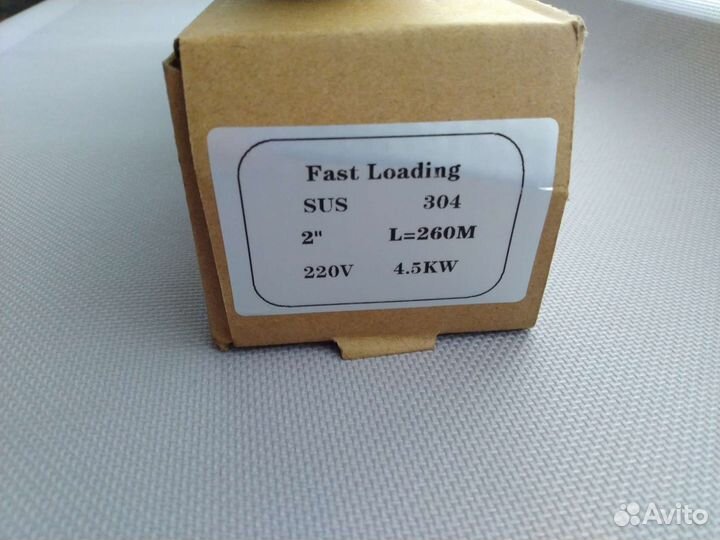 Fast Loading
SUS 304
2" L=260M
220V 4.5KW
Avito